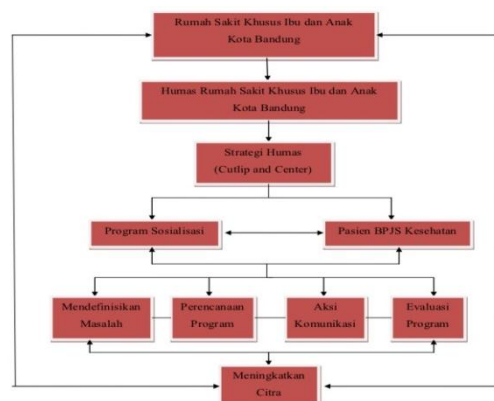 Rumah Sakit Khusus Ibu dan Anak
Kota Bandung
Humas Rumah Sakit Khusus Ibu dan Anak
Kota Bandung
Strategi Humas
(Cutlip and Center)
Program Sosialisasi
Pasien BPJS Kesehatan
Mendefinisikan
Masalah
Perencanaan
Program
Aksi
Komunikasi
Evaluasi
Program
Meningkatkan
Citra